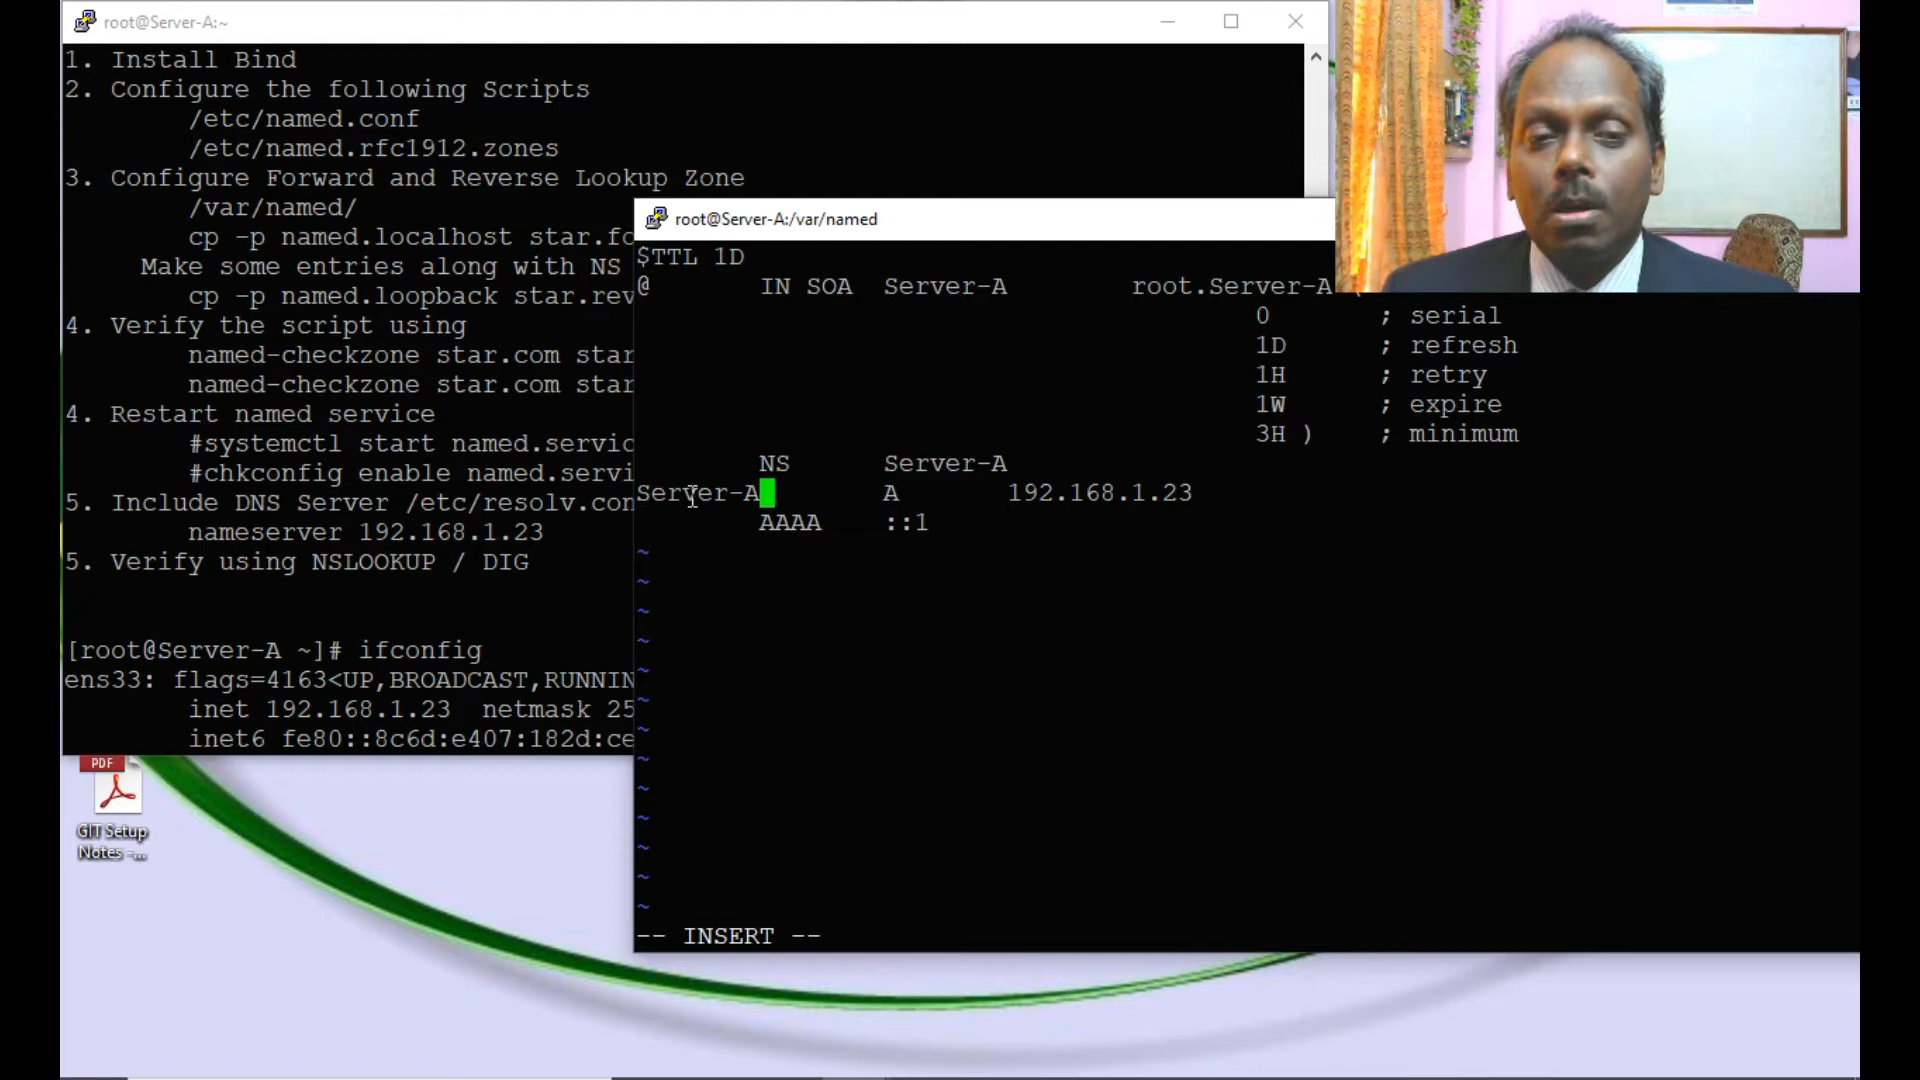 root@Server-A:~
1. Install Bind
2. Configure the following Scripts
/etc/named.conf
/etc/named.rfc1912.zones
3. Configure Forward and Reverse Lookup Zone
/var/named/
cp -p named.localhost star.fo
Make some entries along with NS
cp -p named.loopback star.rev
4. Verify the script using
named-checkzone star.com star
named-checkzone star.com star
4. Restart named service
#systemctl start named.servic
#chkconfig enable named.servi
5. Include DNS Server /etc/resolv.con
nameserver 192.168.1.23
5. Verify using NSLOOKUP / DIG
[root@Server-A ~]# ifconfig
ens33: flags=4163<UP,BROADCAST,RUNNIN
inet 192.168.1.23 netmask 25
inet6 fe80::8c6d:e407:182d:ce
root@Server-A:/var/named
$TTL 1D
@ IN SOA Server-A root.Server-A (
0 ; serial
1D ; refresh
1H ; retry
1W ; expire
3H ) ; minimum
NS Server-A
Server-A A 192.168.1.23
AAAA ::1
~
~
~
~
~
~
~
~
~
~
~
~
~
-- INSERT --
PDF
GIT Setup
Notes -...